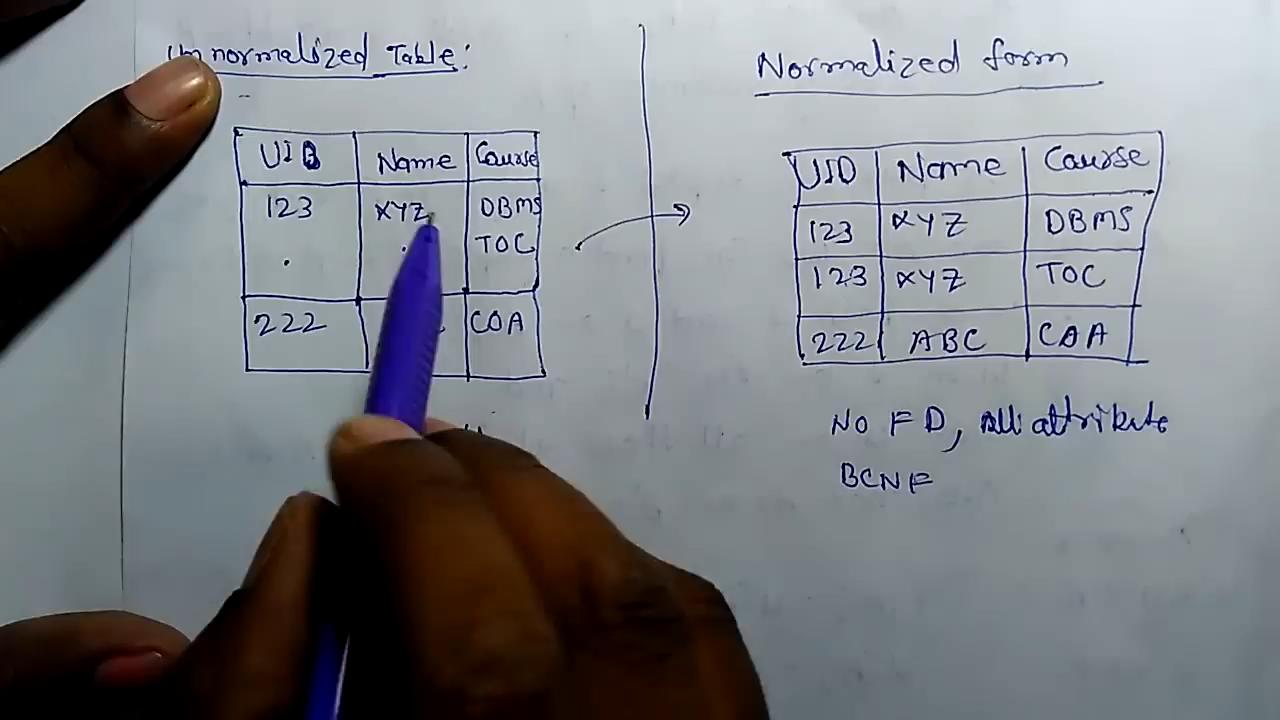 Unnormalized Table:
UID Name Course
123 XYZ DBMS
TOC
222 COA
Normalized form
UID Name Course
123 XYZ DBMS
123 XYZ TOC
222 ABC COA
No FD, all attribute
BCNF